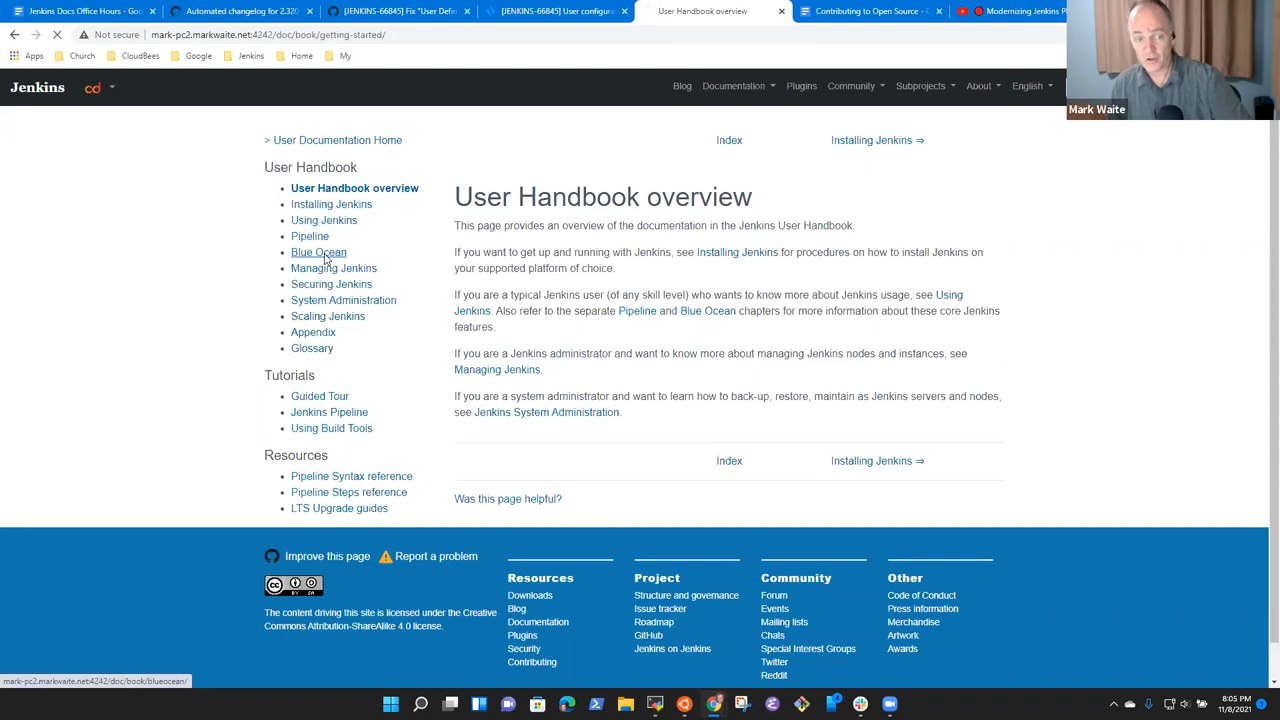 Jenkins Docs Office Hours - Goo
Automated changelog for 2.320
[JENKINS-66845] Fix "User Defin
[JENKINS-66845] User configura
User Handbook overview
Contributing to Open Source - G
Modernizing Jenkins Pl
Not secure
mark-pc2.markwaite.net:4242/doc/book/getting-started/
Apps
Church
CloudBees
Google
Jenkins
Home
My
Mark Waite
Jenkins
cd
Blog
Documentation
Plugins
Community
Subprojects
About
English
> User Documentation Home
Index
Installing Jenkins ⇒
User Handbook
User Handbook overview
Installing Jenkins
Using Jenkins
Pipeline
Blue Ocean
Managing Jenkins
Securing Jenkins
System Administration
Scaling Jenkins
Appendix
Glossary
Tutorials
Guided Tour
Jenkins Pipeline
Using Build Tools
Resources
Pipeline Syntax reference
Pipeline Steps reference
LTS Upgrade guides
User Handbook overview
This page provides an overview of the documentation in the Jenkins User Handbook.
If you want to get up and running with Jenkins, see Installing Jenkins for procedures on how to install Jenkins on
your supported platform of choice.
If you are a typical Jenkins user (of any skill level) who wants to know more about Jenkins usage, see Using
Jenkins. Also refer to the separate Pipeline and Blue Ocean chapters for more information about these core Jenkins
features.
If you are a Jenkins administrator and want to know more about managing Jenkins nodes and instances, see
Managing Jenkins.
If you are a system administrator and want to learn how to back-up, restore, maintain as Jenkins servers and nodes,
see Jenkins System Administration.
Index
Installing Jenkins ⇒
Was this page helpful?
Improve this page
Report a problem
The content driving this site is licensed under the Creative
Commons Attribution-ShareAlike 4.0 license.
Resources
Downloads
Blog
Documentation
Plugins
Security
Contributing
Project
Structure and governance
Issue tracker
Roadmap
GitHub
Jenkins on Jenkins
Community
Forum
Events
Mailing lists
Chats
Special Interest Groups
Twitter
Reddit
Other
Code of Conduct
Press information
Merchandise
Artwork
Awards
mark-pc2.markwaite.net:4242/doc/book/blueocean/
8:05 PM
11/8/2021